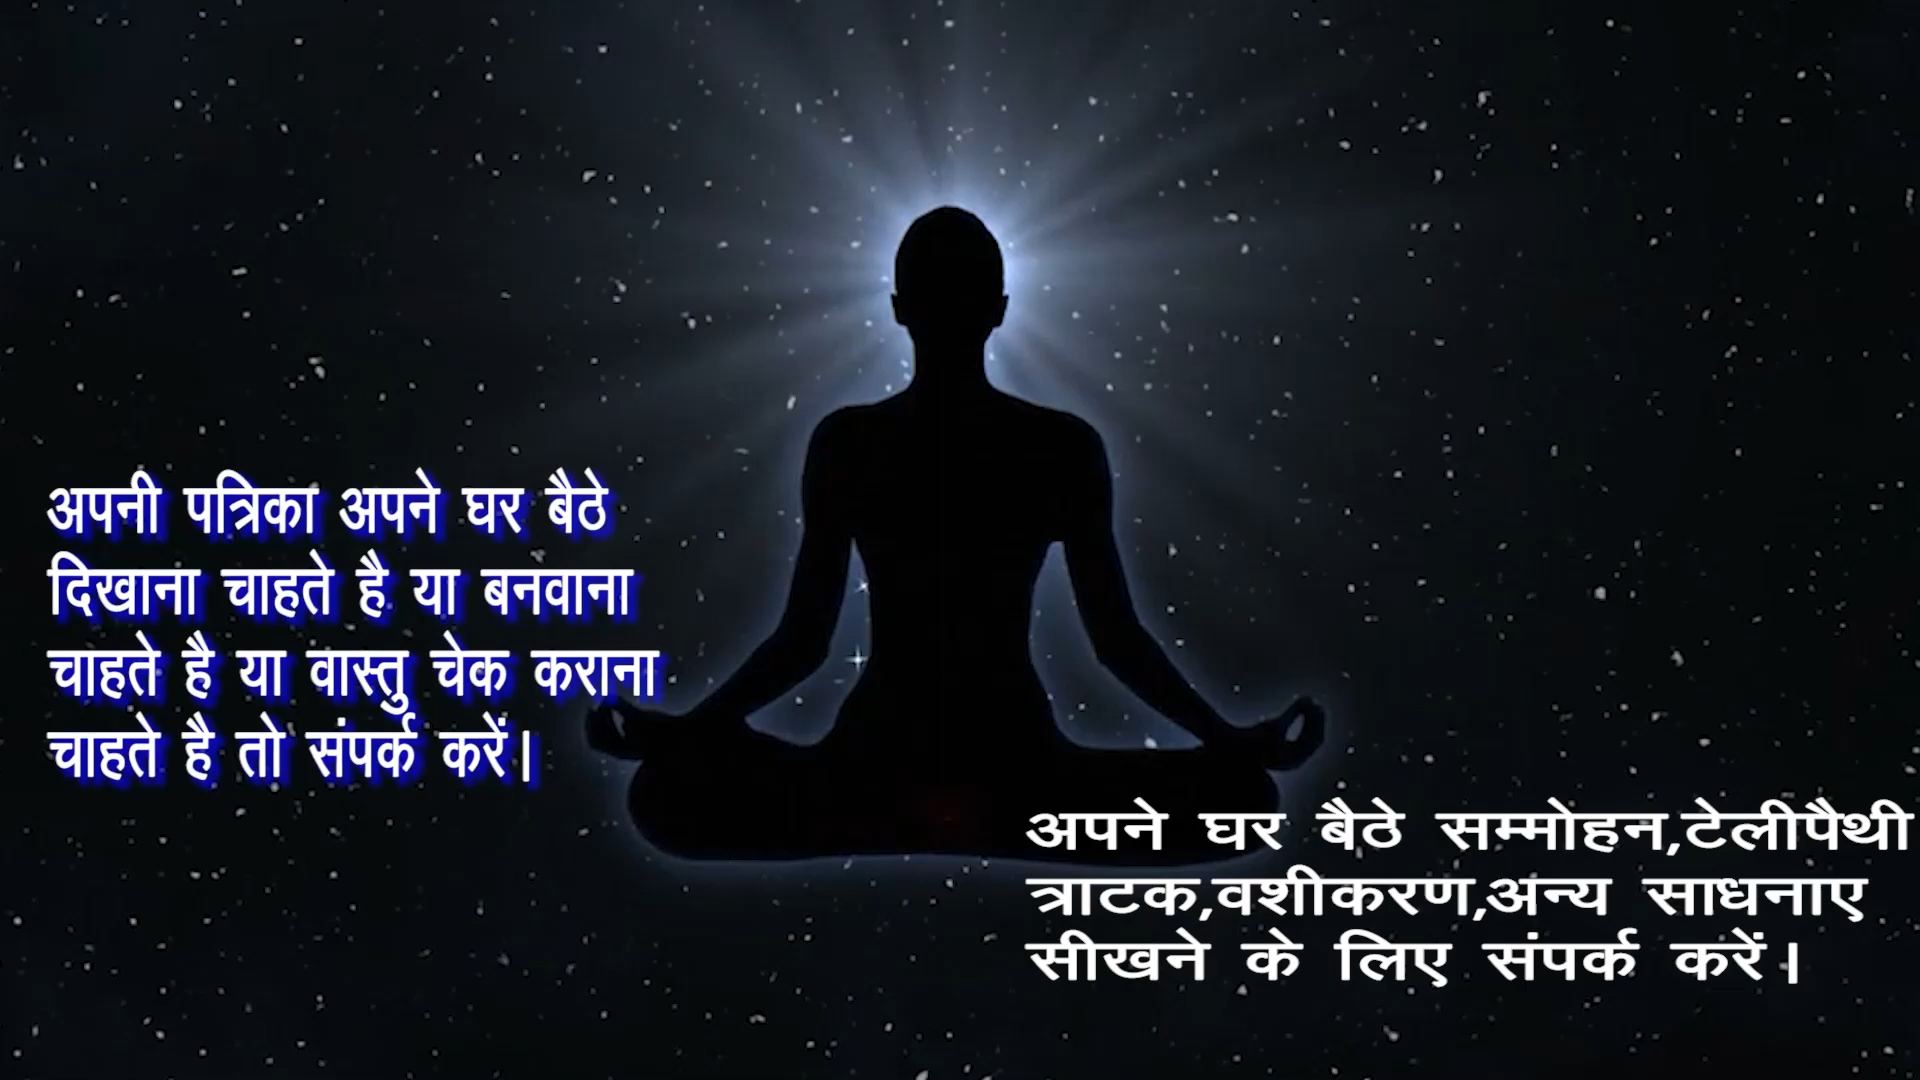 अपनी पत्रिका अपने घर बैठे
दिखाना चाहते है या बनवाना
चाहते है या वास्तु चेक कराना
चाहते है तो संपर्क करें|
अपने घर बैठे सम्मोहन,टेलीपैथी
त्राटक,वशीकरण,अन्य साधनाए
सीखने के लिए संपर्क करें |